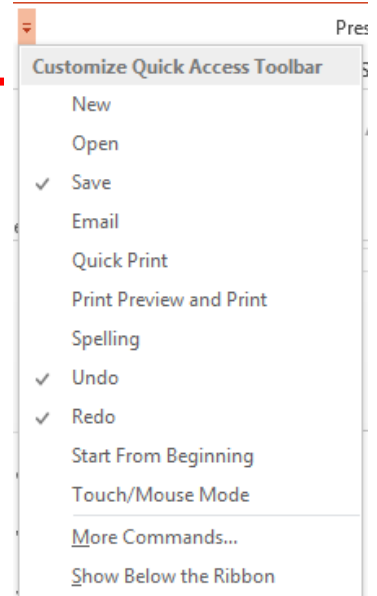 Pres
Customize Quick Access Toolbar
New
Open
Save
Email
Quick Print
Print Preview and Print
Spelling
Undo
Redo
Start From Beginning
Touch/Mouse Mode
More Commands...
Show Below the Ribbon